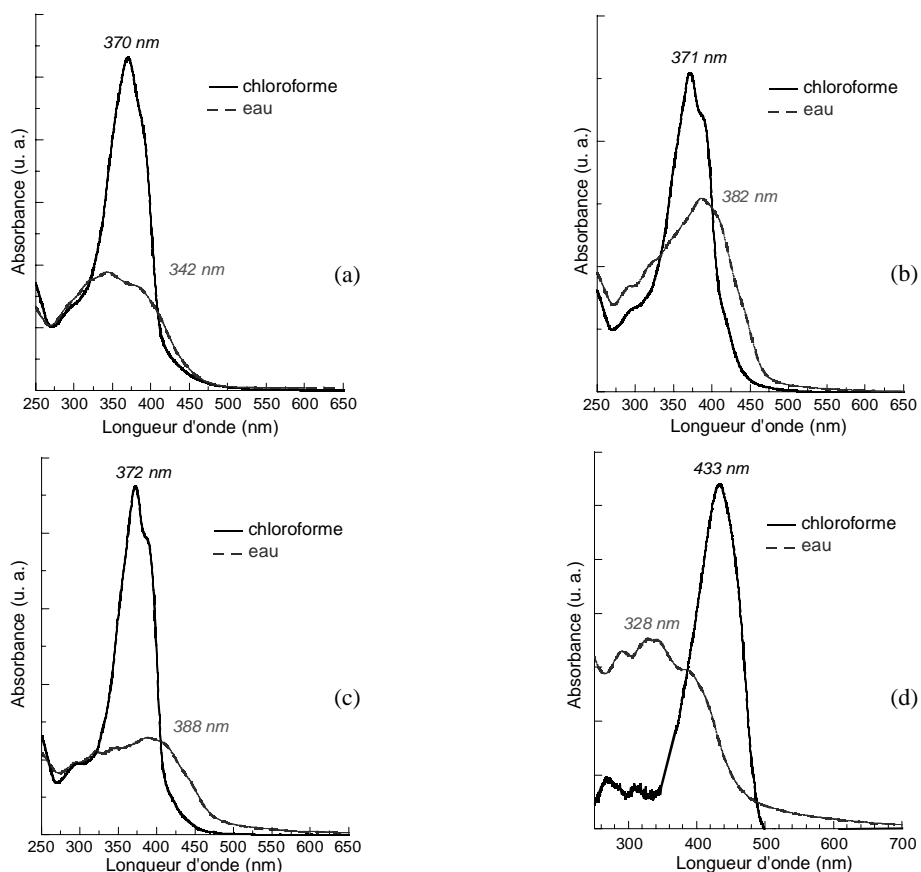 370 nm
chloroforme
eau
342 nm
(a)
Absorbance (u. a.)
250 300 350 400 450 500 550 600 650
Longueur d'onde (nm)
371 nm
chloroforme
eau
382 nm
(b)
Absorbance (u. a.)
250 300 350 400 450 500 550 600 650
Longueur d'onde (nm)
372 nm
chloroforme
eau
388 nm
(c)
Absorbance (u. a.)
250 300 350 400 450 500 550 600 650
Longueur d'onde (nm)
433 nm
chloroforme
eau
328 nm
(d)
Absorbance (u. a.)
300 400 500 600 700
Longueur d'onde (nm)